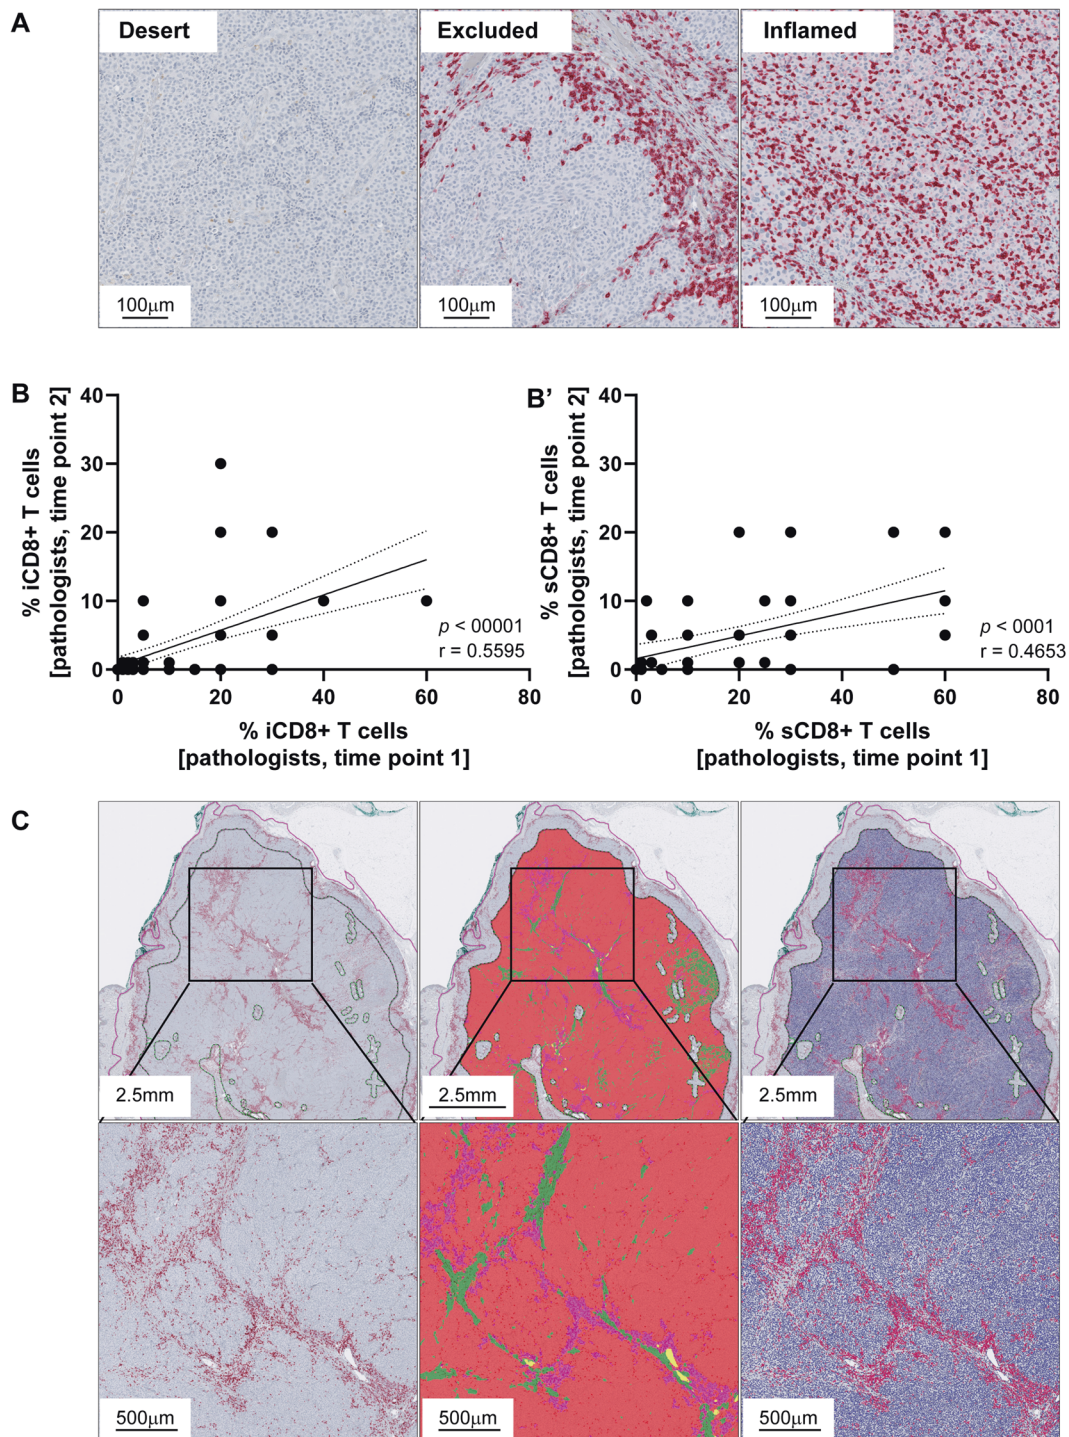 A
Desert
Excluded
Inflamed
100μm
100μm
100μm
B
% iCD8+ T cells
[pathologists, time point 2]
40
30
20
10
0
0
20
40
60
80
p < 00001
r = 0.5595
% iCD8+ T cells
[pathologists, time point 1]
B’
% sCD8+ T cells
[pathologists, time point 2]
40
30
20
10
0
0
20
40
60
80
p < 0001
r = 0.4653
% sCD8+ T cells
[pathologists, time point 1]
C
2.5mm
2.5mm
2.5mm
500μm
500μm
500μm